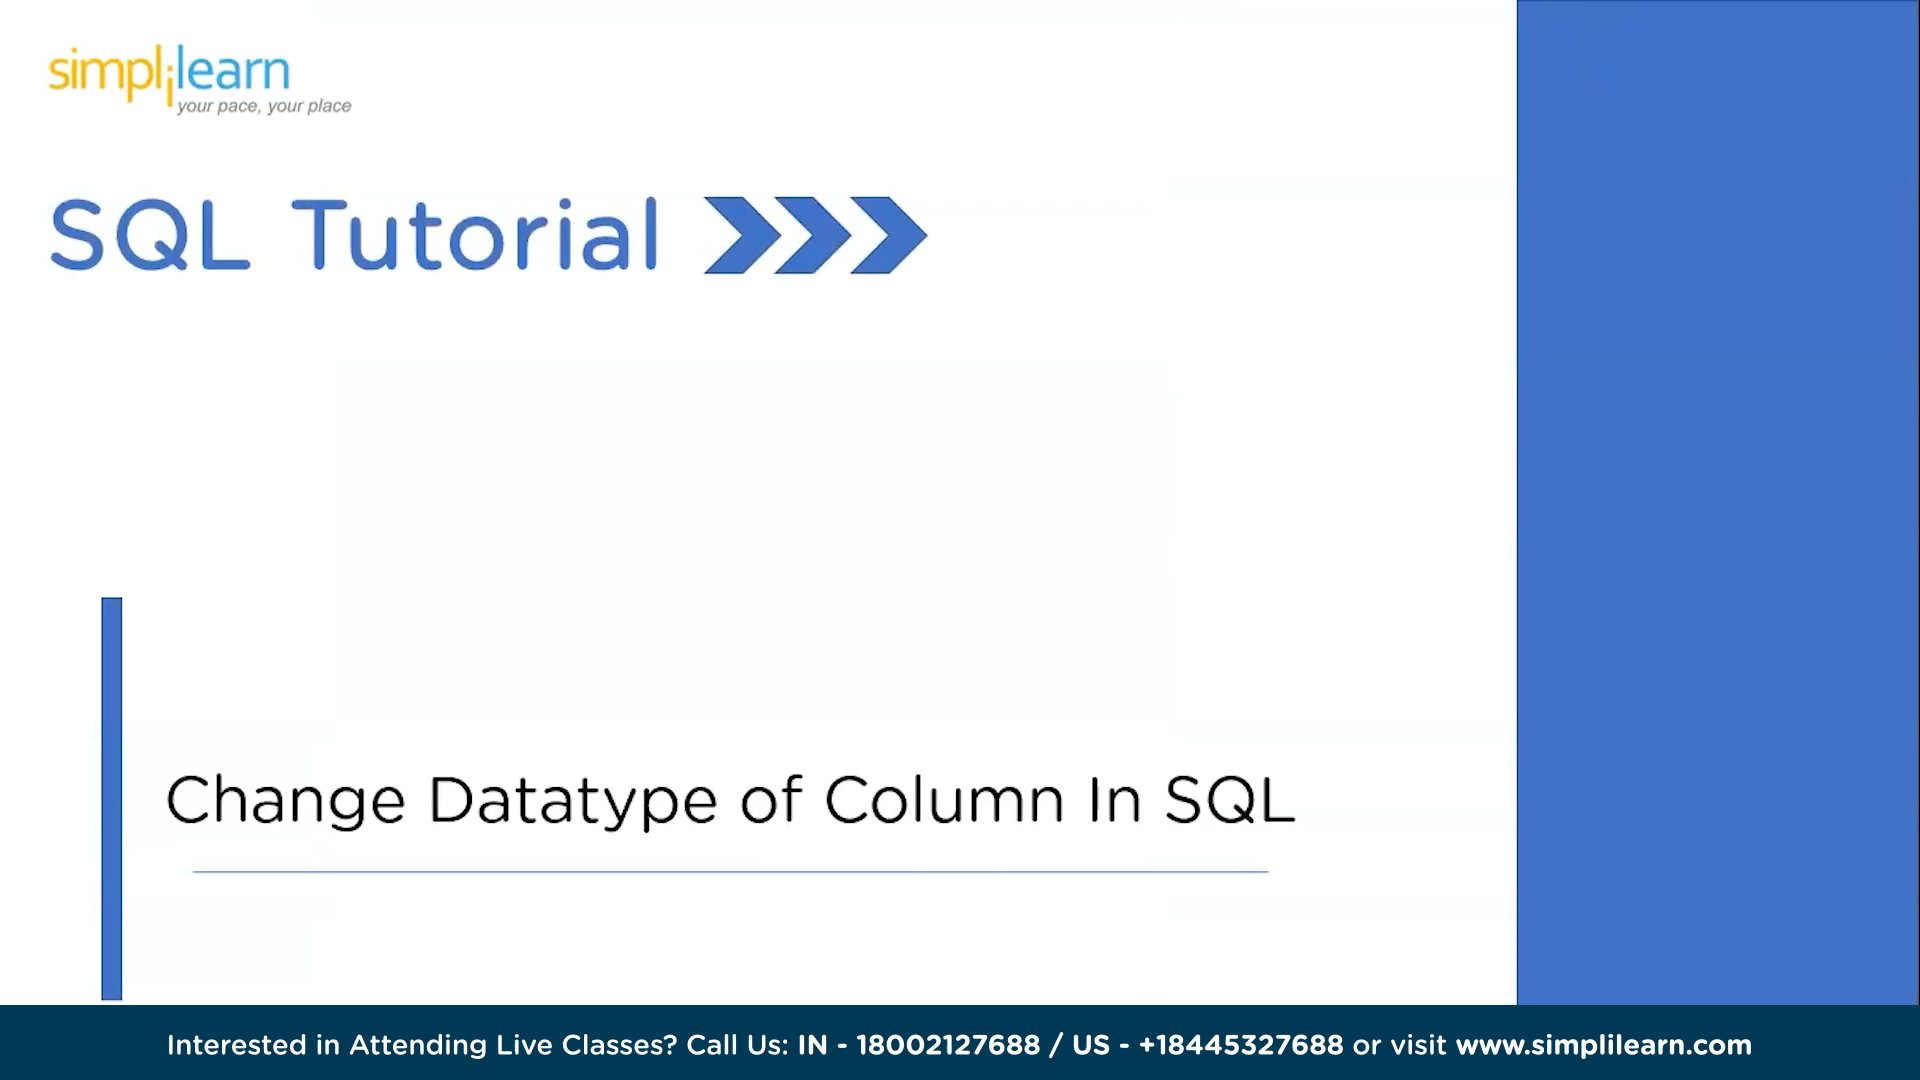 simplilearn
your pace, your place
SQL Tutorial
Change Datatype of Column In SQL
Interested in Attending Live Classes? Call Us: IN - 18002127688 / US - +18445327688 or visit www.simplilearn.com